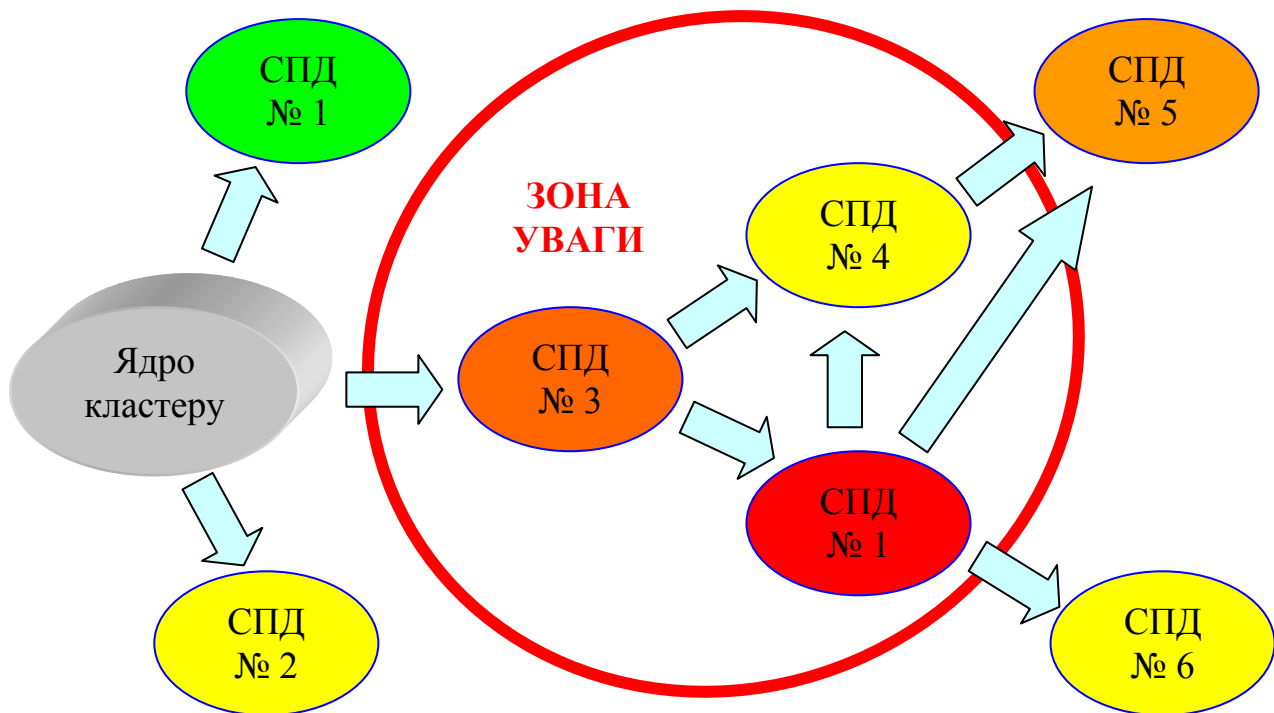 СПД
№ 1
СПД
№ 5
ЗОНА
УВАГИ
СПД
№ 4
Ядро
кластеру
СПД
№ 3
СПД
№ 1
СПД
№ 2
СПД
№ 6